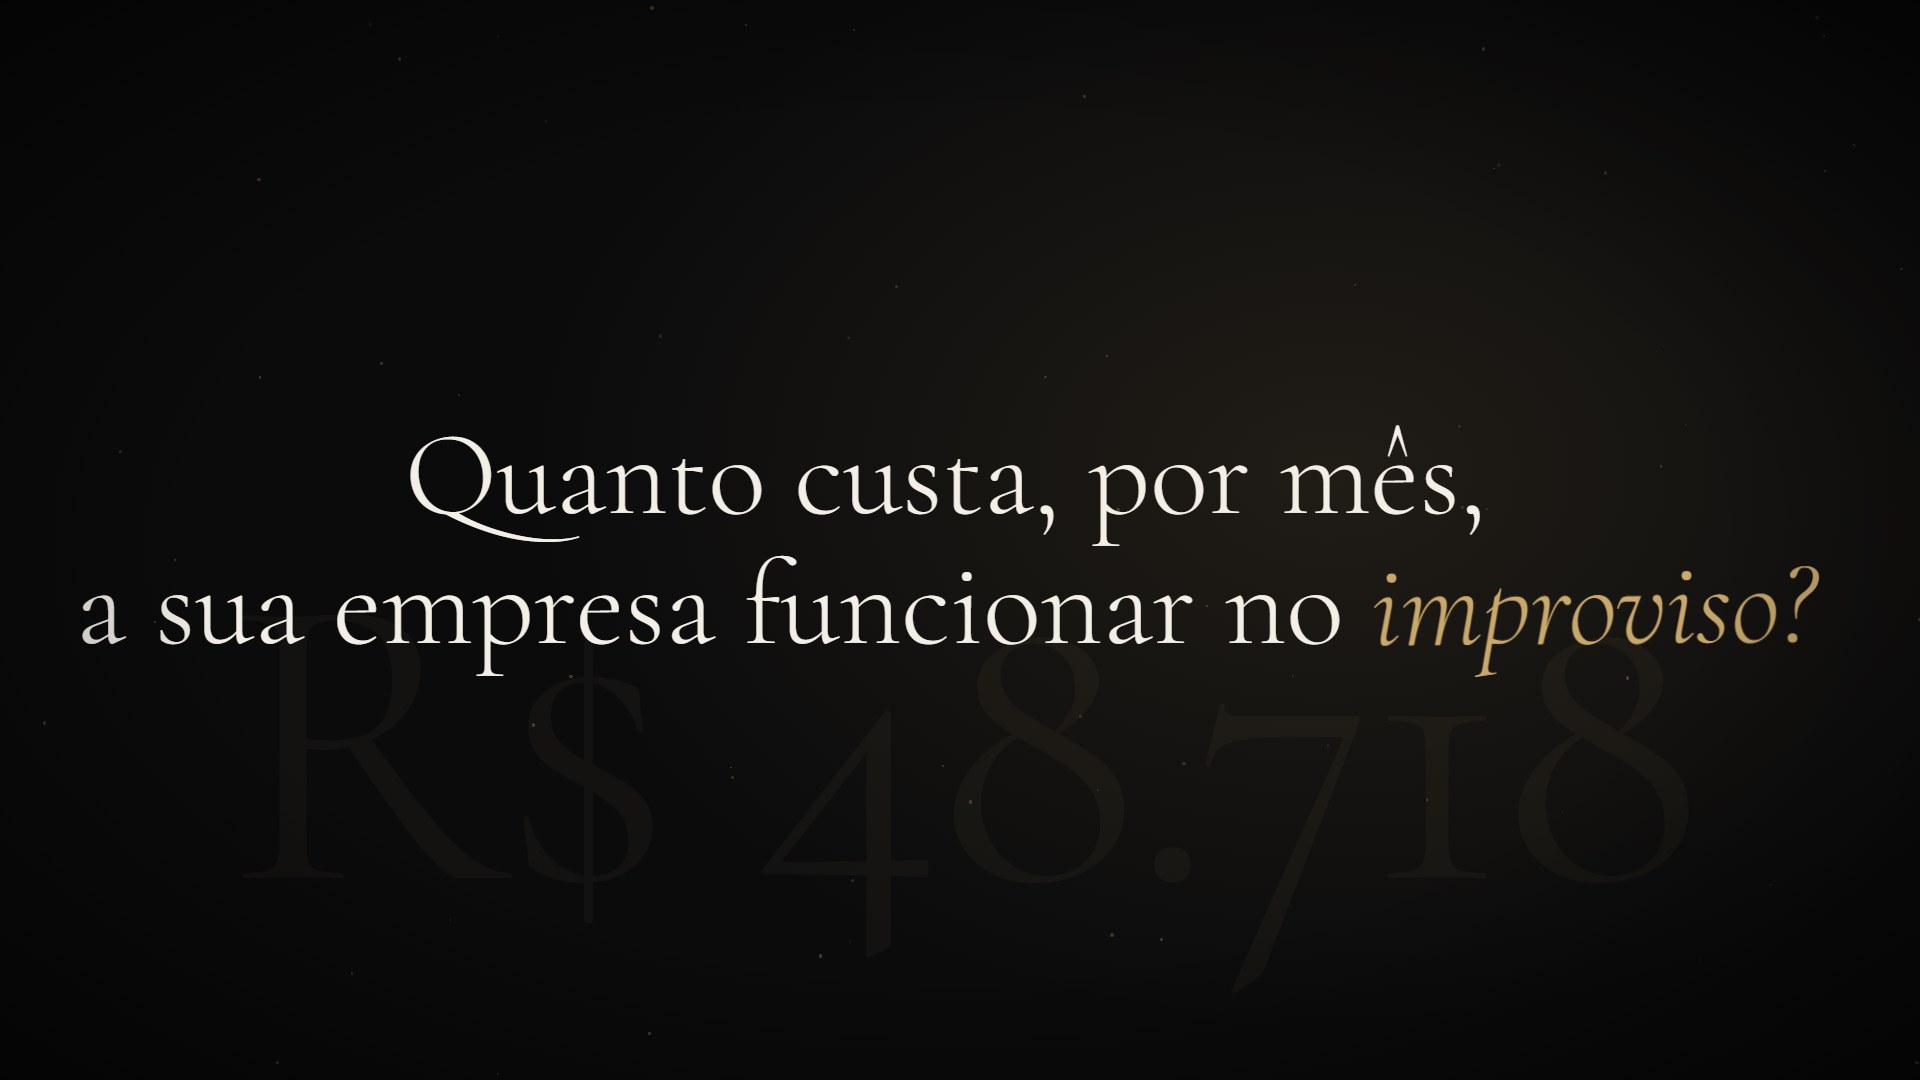 Quanto custa, por mês,
a sua empresa funcionar no improviso?
R$ 48.718